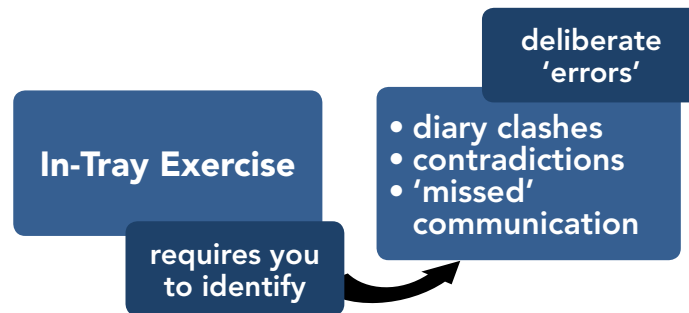 In-Tray Exercise
requires you
to identify
deliberate
‘errors’
• diary clashes
• contradictions
• ‘missed’
communication